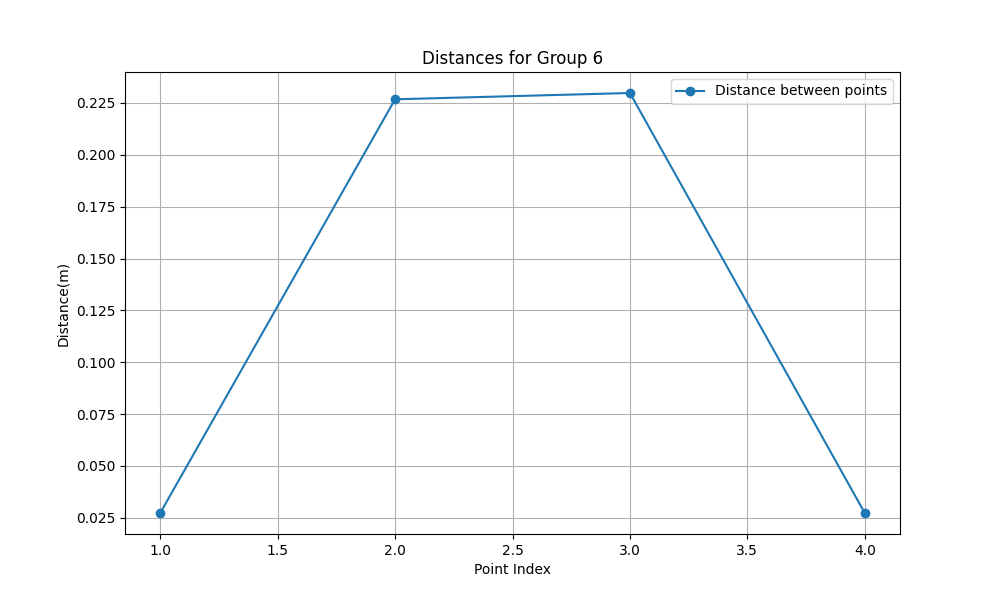 Distances for Group 6
Distance between points
0.225
0.200
0.175
0.150
0.125
0.100
0.075
0.050
0.025
Distance(m)
1.0 1.5 2.0 2.5 3.0 3.5 4.0
Point Index